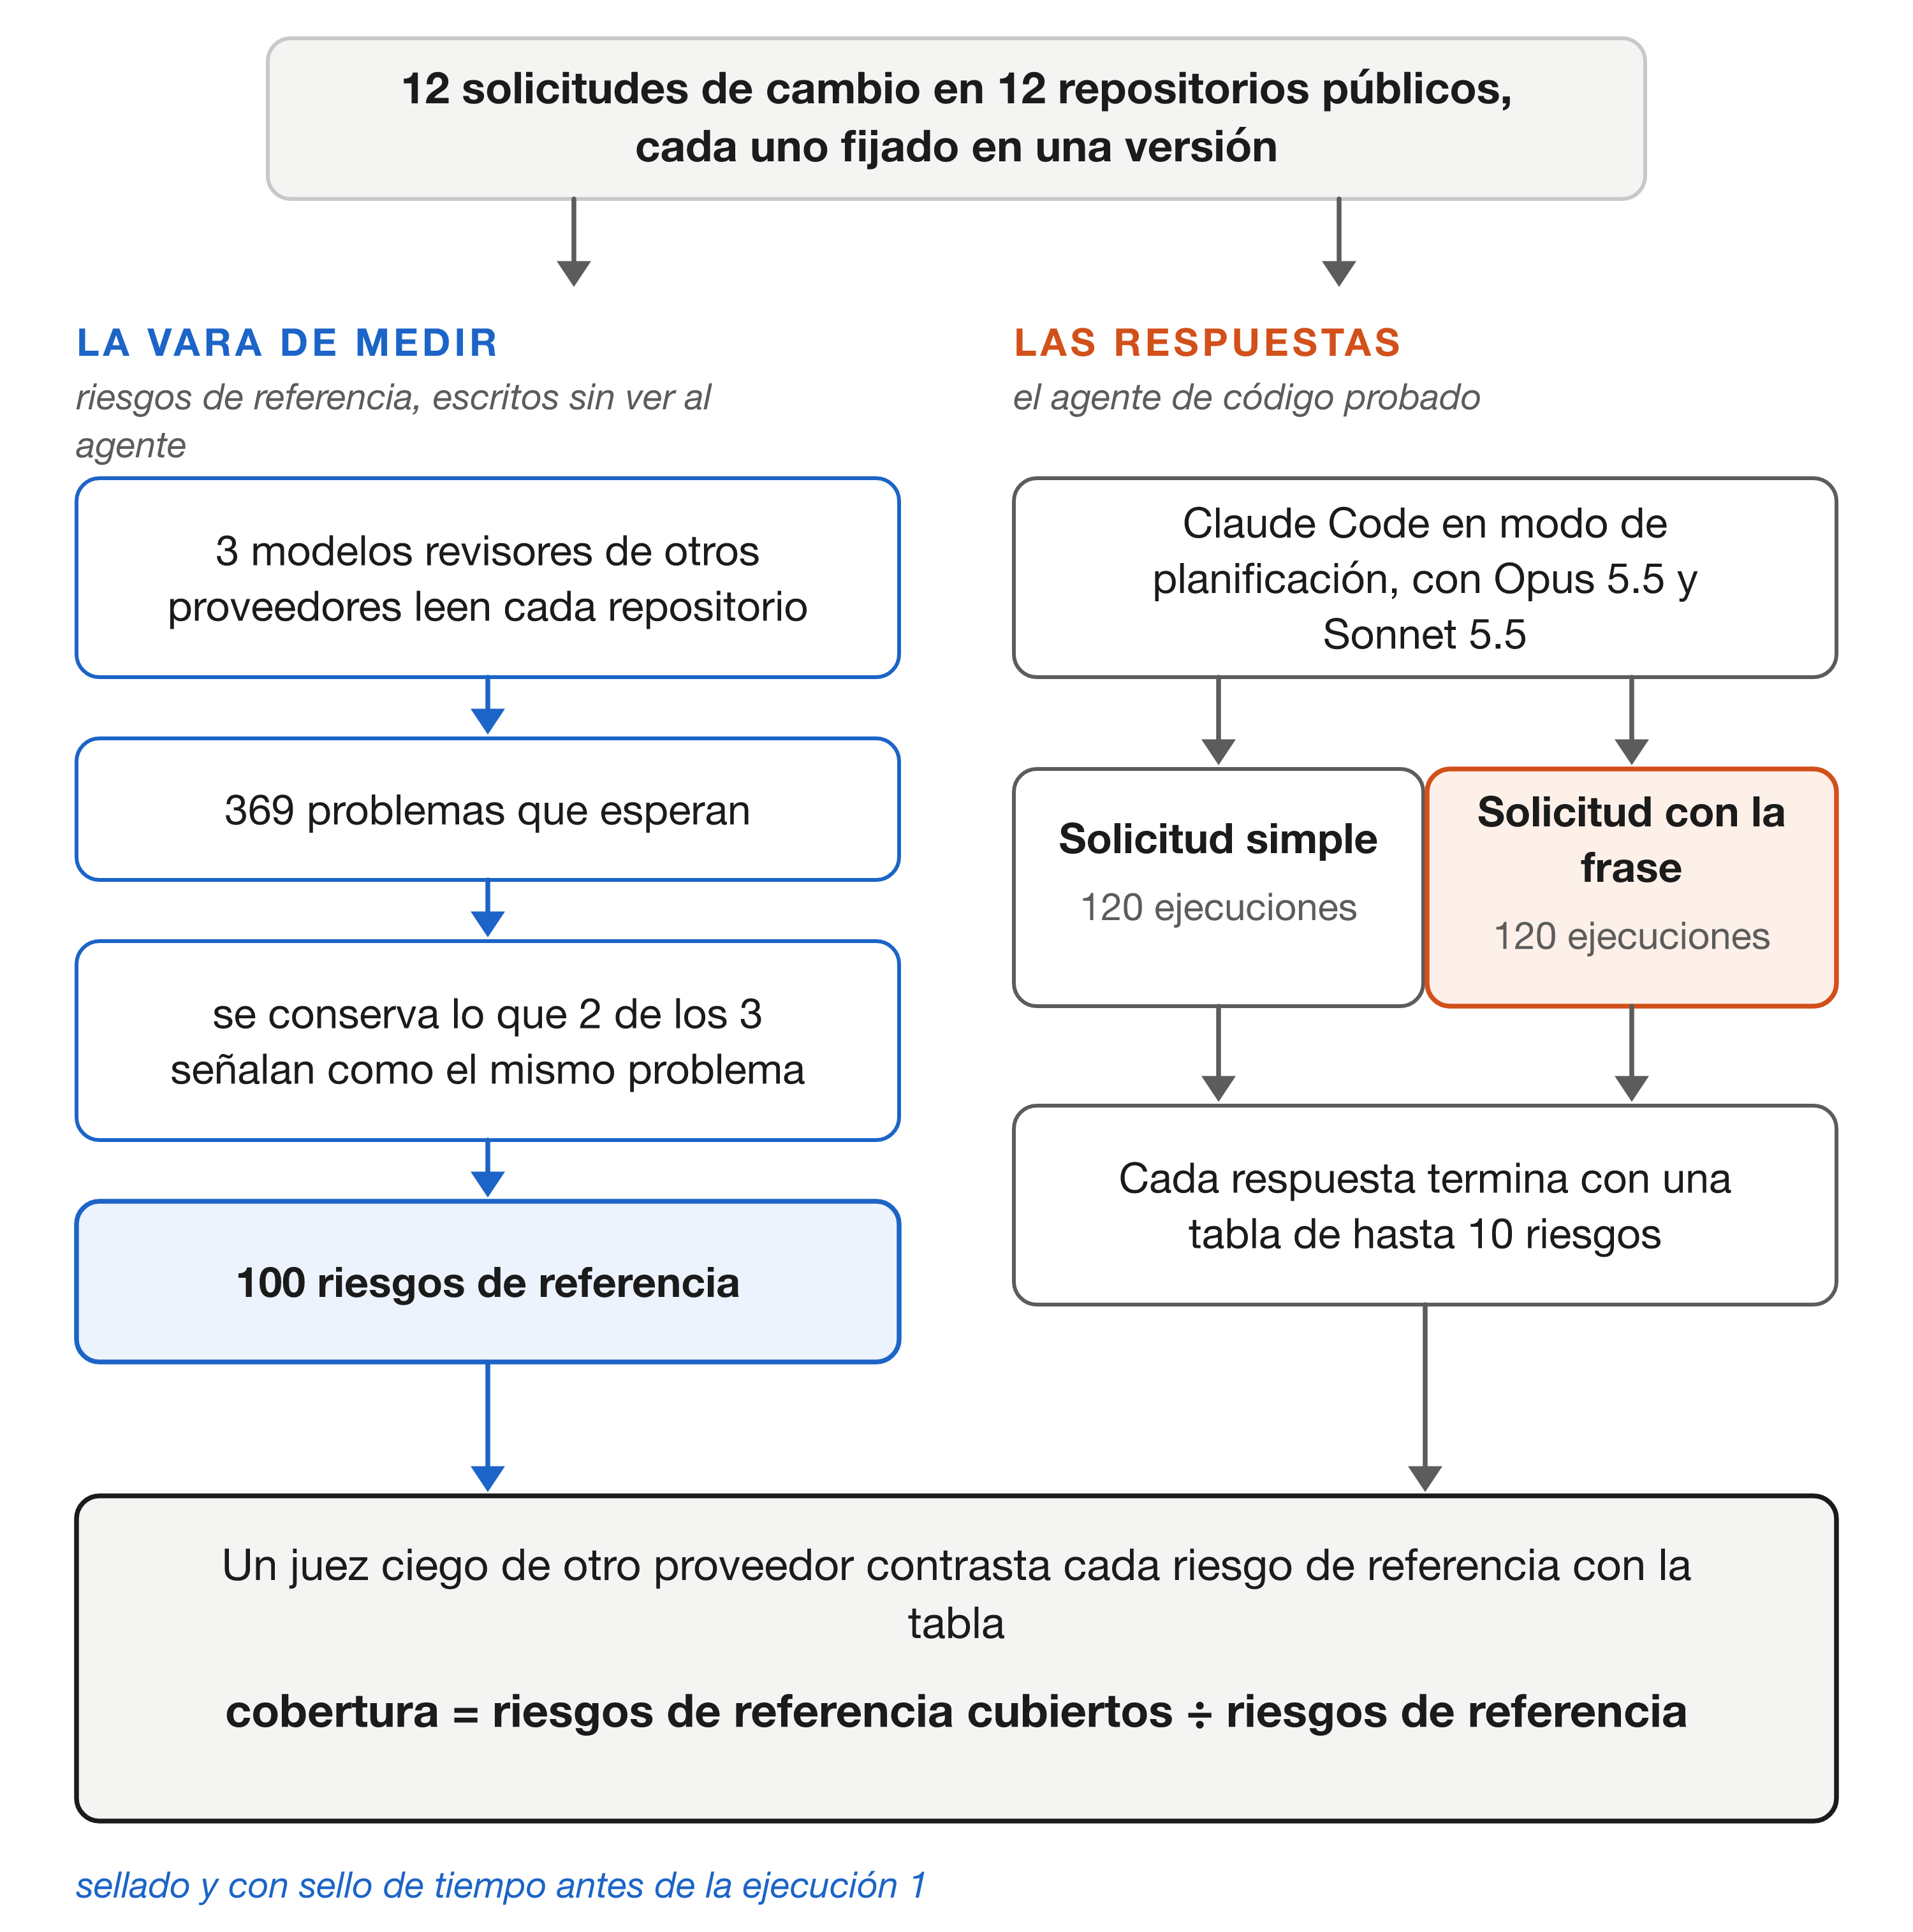 12 solicitudes de cambio en 12 repositorios públicos,
cada uno fijado en una versión
LA VARA DE MEDIR
riesgos de referencia, escritos sin ver al
agente
3 modelos revisores de otros
proveedores leen cada repositorio
369 problemas que esperan
se conserva lo que 2 de los 3
señalan como el mismo problema
100 riesgos de referencia
LAS RESPUESTAS
el agente de código probado
Claude Code en modo de
planificación, con Opus 5.5 y
Sonnet 5.5
Solicitud simple
120 ejecuciones
Solicitud con la
frase
120 ejecuciones
Cada respuesta termina con una
tabla de hasta 10 riesgos
Un juez ciego de otro proveedor contrasta cada riesgo de referencia con la
tabla
cobertura = riesgos de referencia cubiertos ÷ riesgos de referencia
sellado y con sello de tiempo antes de la ejecución 1